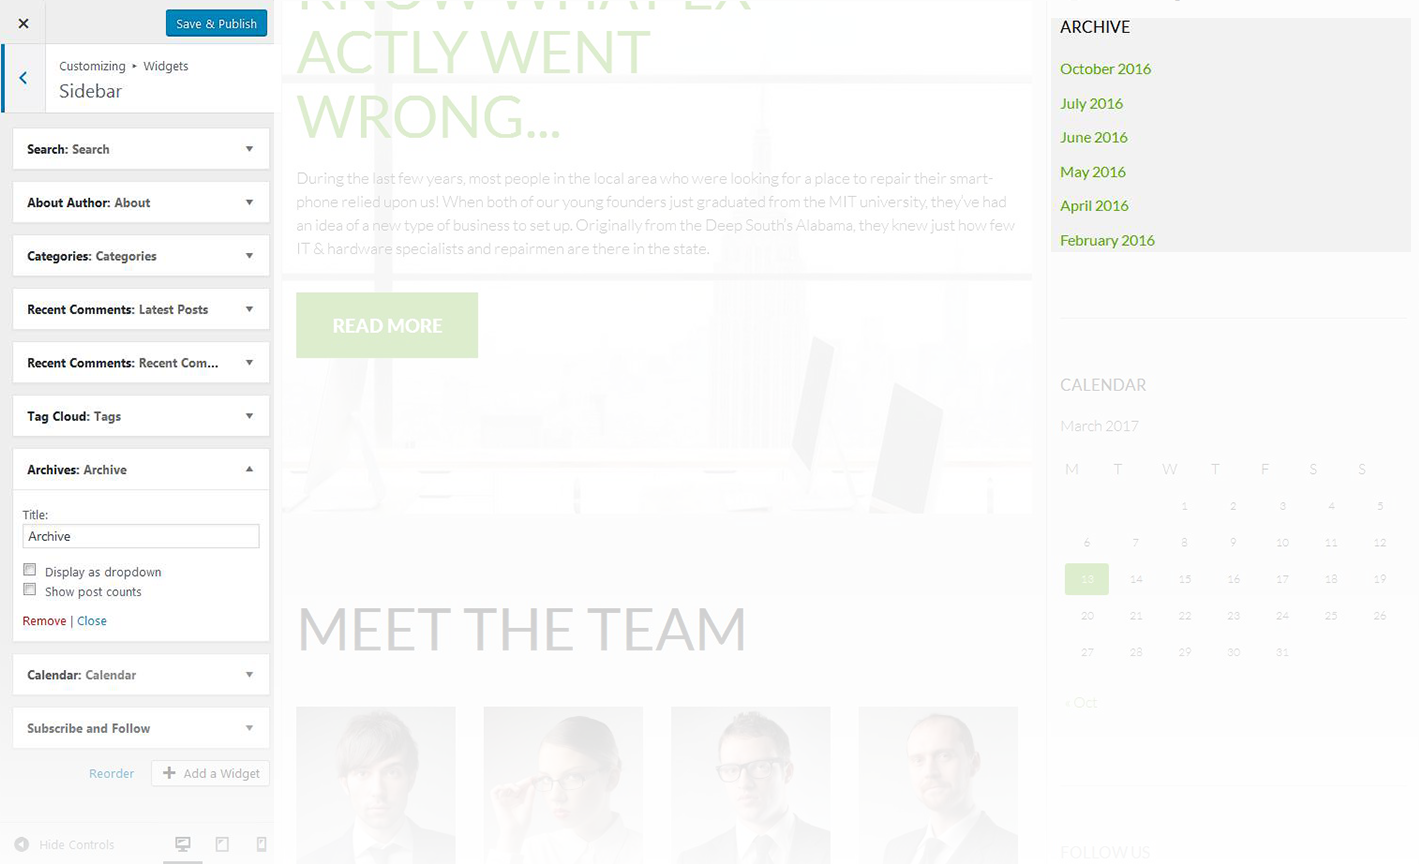 Save & Publish
Customizing ▸ Widgets
Sidebar
Search: Search
About Author: About
Categories: Categories
Recent Comments: Latest Posts
Recent Comments: Recent Com...
Tag Cloud: Tags
Archives: Archive
Title:
Archive
Display as dropdown
Show post counts
Remove | Close
Calendar: Calendar
Subscribe and Follow
Reorder
Add a Widget
Hide Controls
ACTLY WENT
WRONG...
During the last few years, most people in the local area who were looking for a place to repair their smart-
phone relied upon us! When both of our young founders just graduated from the MIT university, they've had
an idea of a new type of business to set up. Originally from the Deep South's Alabama, they knew just how few
IT & hardware specialists and repairmen are there in the state.
READ MORE
MEET THE TEAM
ARCHIVE
October 2016
July 2016
June 2016
May 2016
April 2016
February 2016
CALENDAR
March 2017
M T W T F S S
1 2 3 4 5
6 7 8 9 10 11 12
13 14 15 16 17 18 19
20 21 22 23 24 25 26
27 28 29 30 31
« Oct
FOLLOW US